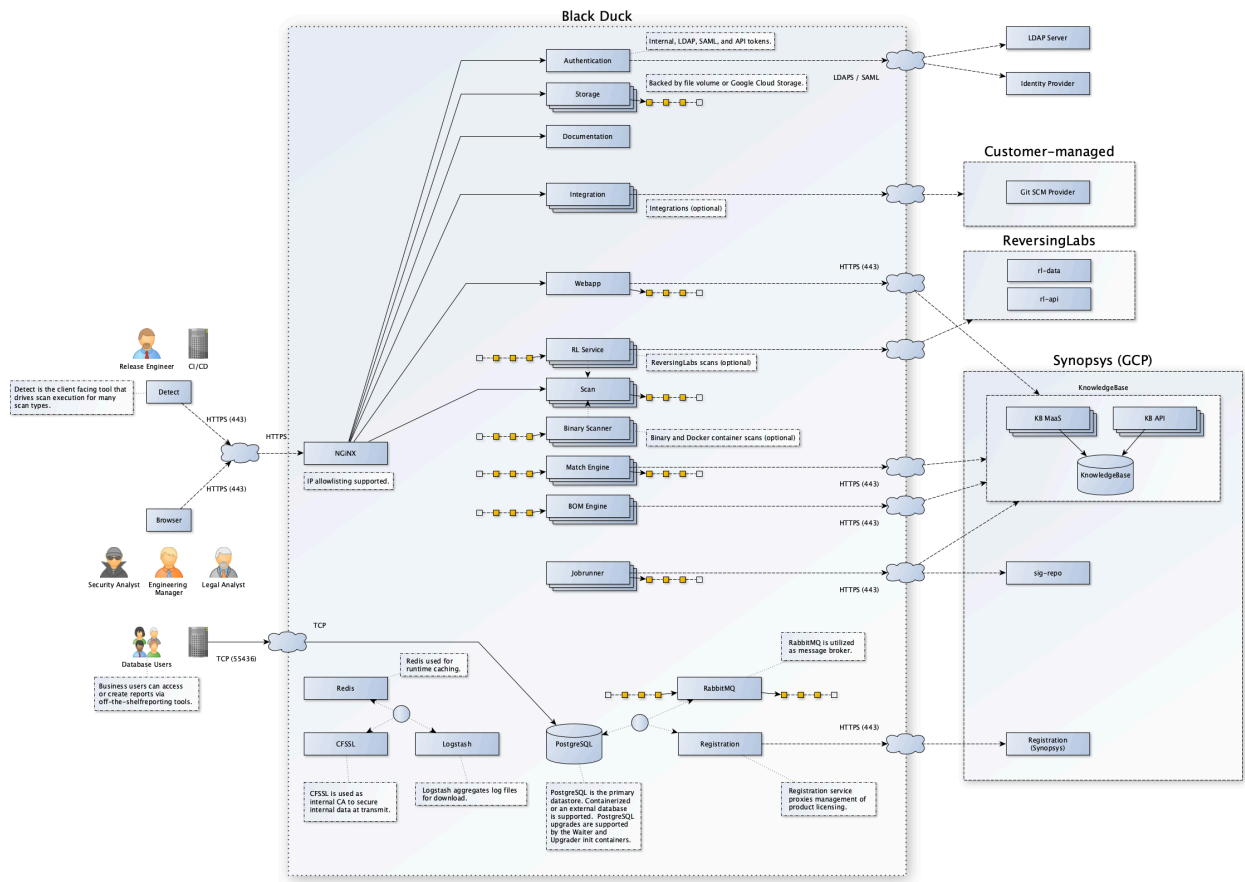 Black Duck
Internal, LDAP, SAML, and API tokens.
Authentication
LDAPS / SAML
LDAP Server
Identity Provider
Backed by file volume or Google Cloud Storage.
Storage
Documentation
Customer-managed
Integration
Integrations (optional)
Git SCM Provider
ReversingLabs
HTTPS (443)
Webapp
rl-data
rl-api
RL Service
ReversingLabs scans (optional)
Release Engineer
CI/CD
Detect is the client facing tool that
drives scan execution for many
scan types.
Detect
HTTPS (443)
HTTPS
NGiNX
IP allowlisting supported.
HTTPS (443)
Browser
Security Analyst
Engineering
Manager
Legal Analyst
Scan
Binary Scanner
Binary and Docker container scans (optional)
Match Engine
HTTPS (443)
BOM Engine
HTTPS (443)
Jobrunner
HTTPS (443)
Synopsys (GCP)
KnowledgeBase
KB MaaS
KB API
KnowledgeBase
sig-repo
Database Users
TCP (55436)
TCP
Business users can access
or create reports via
off-the-shelfreporting tools.
Redis used for
runtime caching.
Redis
CFSSL
Logstash
CFSSL is used as
internal CA to secure
internal data at transmit.
Logstash aggregates log files
for download.
RabbitMQ is utilized
as message broker.
RabbitMQ
PostgreSQL
Registration
HTTPS (443)
Registration
(Synopsys)
PostgreSQL is the primary
datastore. Containerized
or an external database
is supported. PostgreSQL
upgrades are supported
by the Waiter and
Upgrader init containers.
Registration service
proxies management of
product licensing.